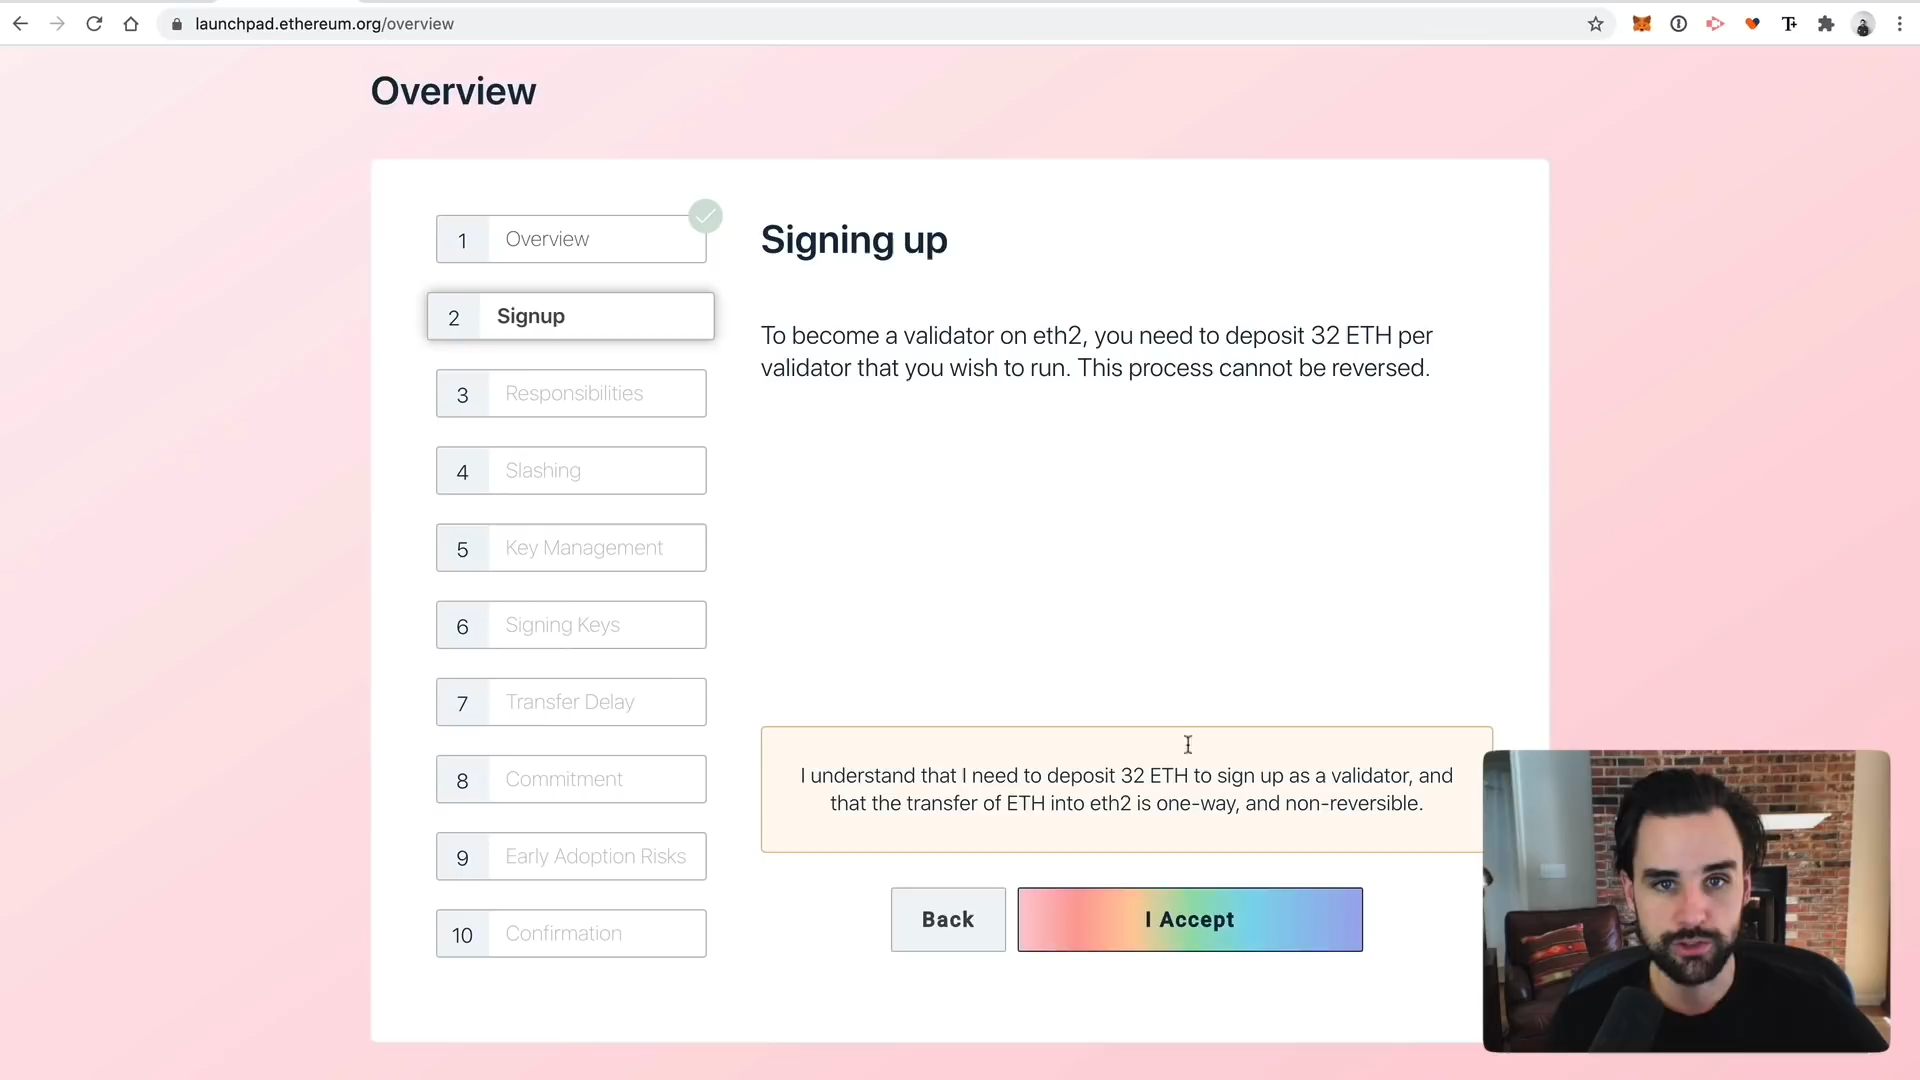 launchpad.ethereum.org/overview
Overview
1 Overview
2 Signup
3 Responsibilities
4 Slashing
5 Key Management
6 Signing Keys
7 Transfer Delay
8 Commitment
9 Early Adoption Risks
10 Confirmation
Signing up
To become a validator on eth2, you need to deposit 32 ETH per
validator that you wish to run. This process cannot be reversed.
I understand that I need to deposit 32 ETH to sign up as a validator, and
that the transfer of ETH into eth2 is one-way, and non-reversible.
Back
I Accept